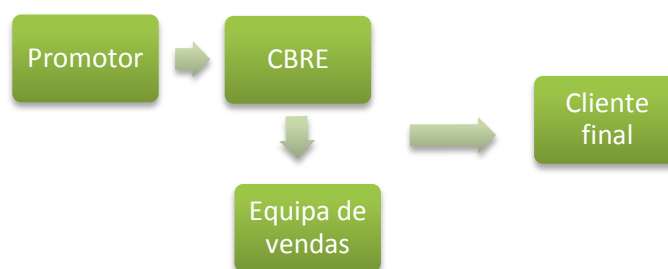 Promotor
CBRE
Cliente
final
Equipa de
vendas